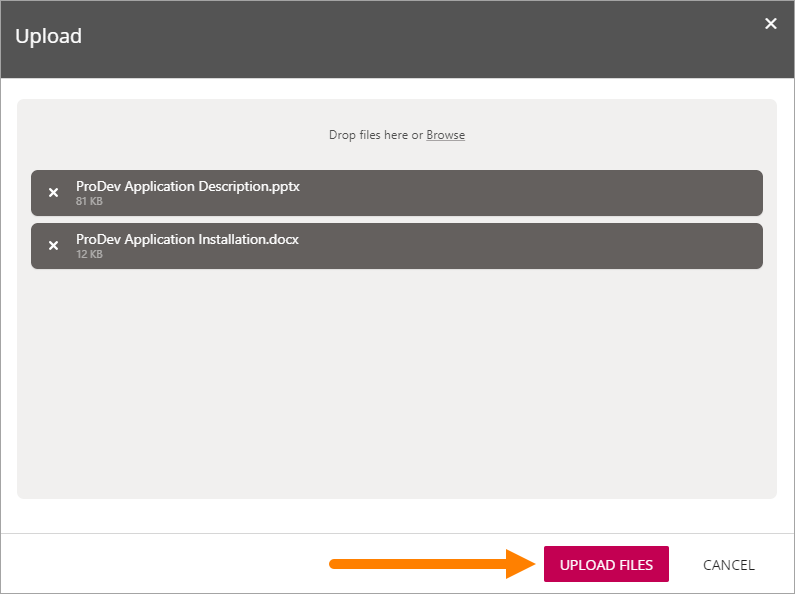 Upload
Drop files here or Browse
ProDev Application Description.pptx
81 KB
ProDev Application Installation.docx
12 KB
UPLOAD FILES
CANCEL